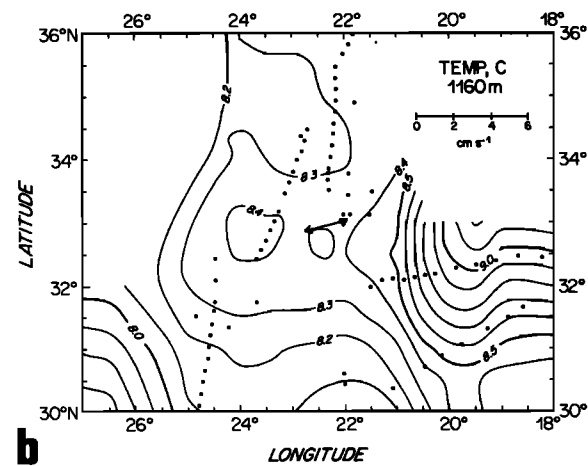 26° 24° 22° 20° 18°
36°N 36°
TEMP, C
1160m
0 2 4 6
cm s⁻¹
8.2
34° 34°
8.3
8.4
8.5
8.4
LATITUDE
9.0
32° 32°
8.3
8.0
8.2
8.5
30°N 30°
26° 24° 22° 20° 18°
b
LONGITUDE